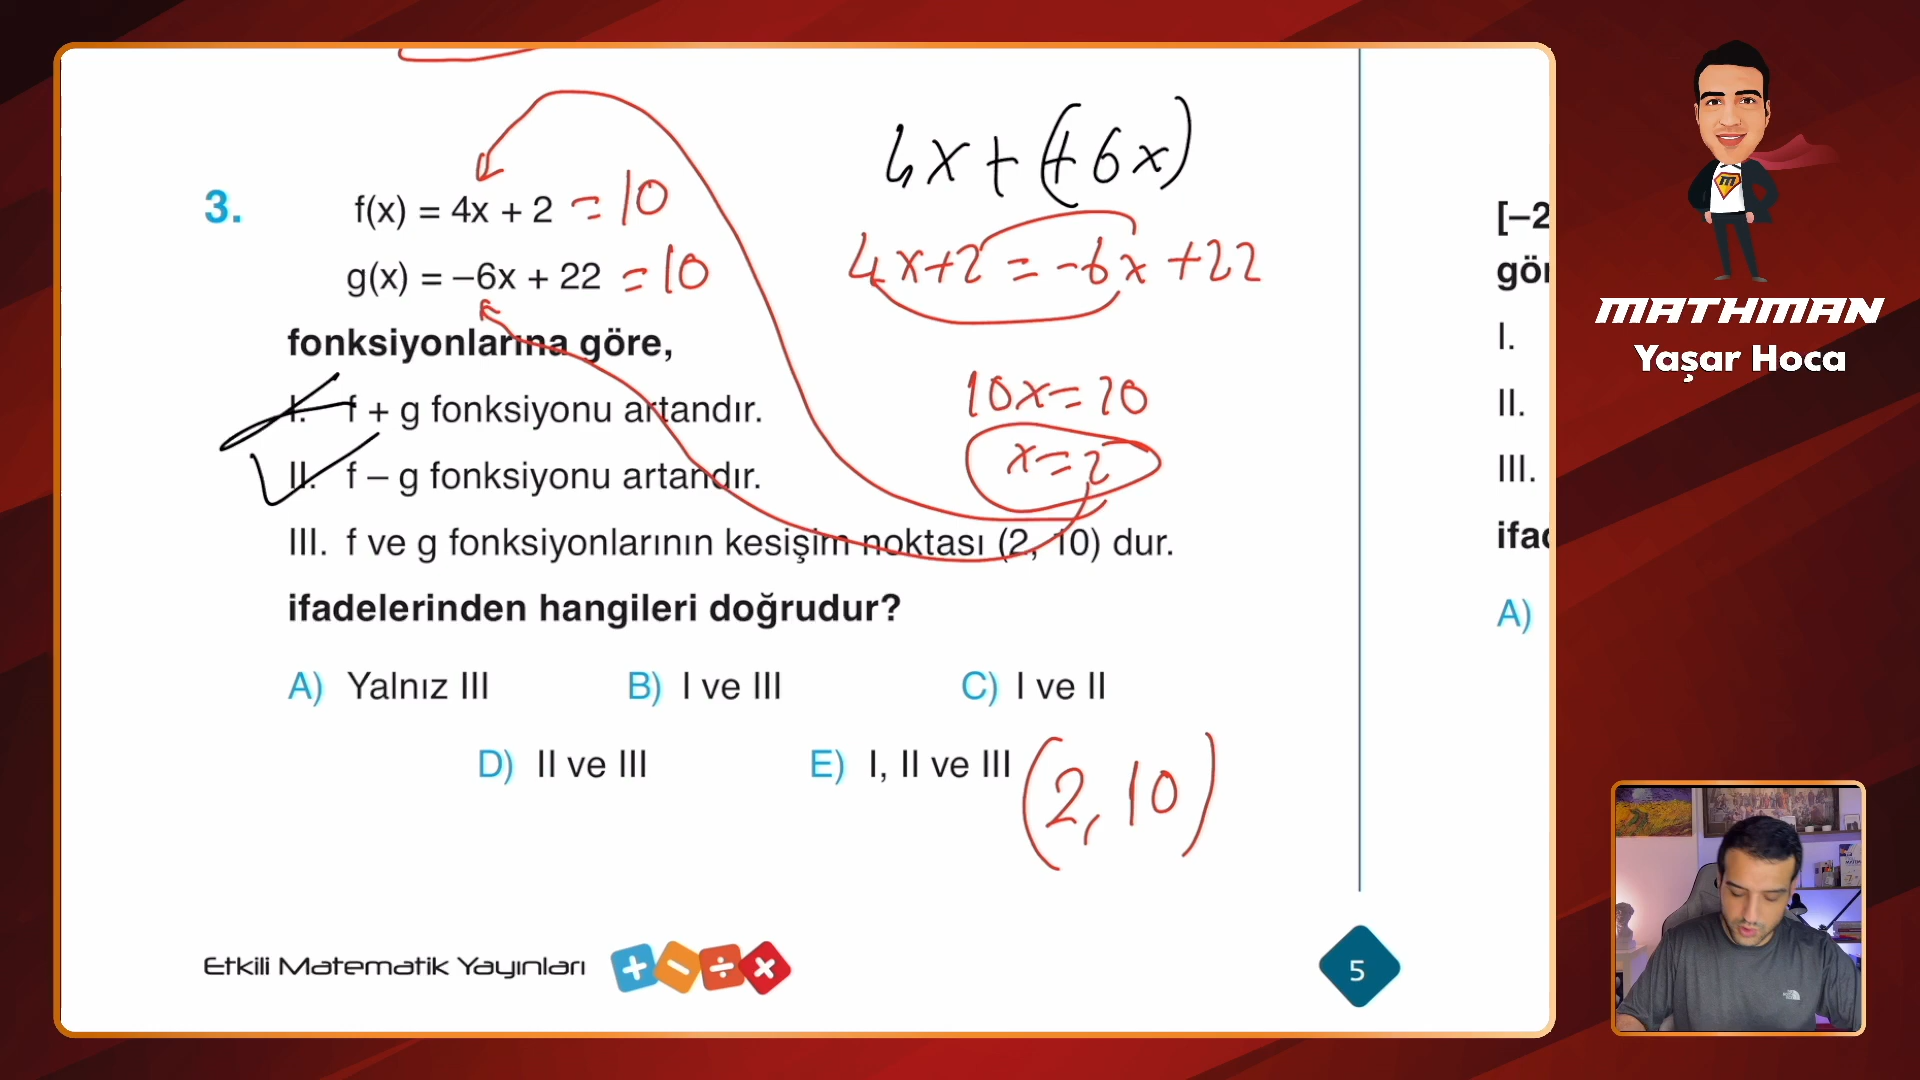 4x + (+6x)
3.
f(x) = 4x + 2 = 10
4x+2 = -6x +22
g(x) = −6x + 22 = 10
fonksiyonlarına göre,
I. f + g fonksiyonu artandır.
10x = 20
II. f – g fonksiyonu artandır.
x = 2
III. f ve g fonksiyonlarının kesişim noktası (2, 10) dur.
ifadelerinden hangileri doğrudur?
A) Yalnız III
B) I ve III
C) I ve II
D) II ve III
E) I, II ve III
(2, 10)
Etkili Matematik Yayınları
+ − ÷ ×
5
[–2
gör
I.
II.
III.
A)
MATHMAN
Yaşar Hoca
m